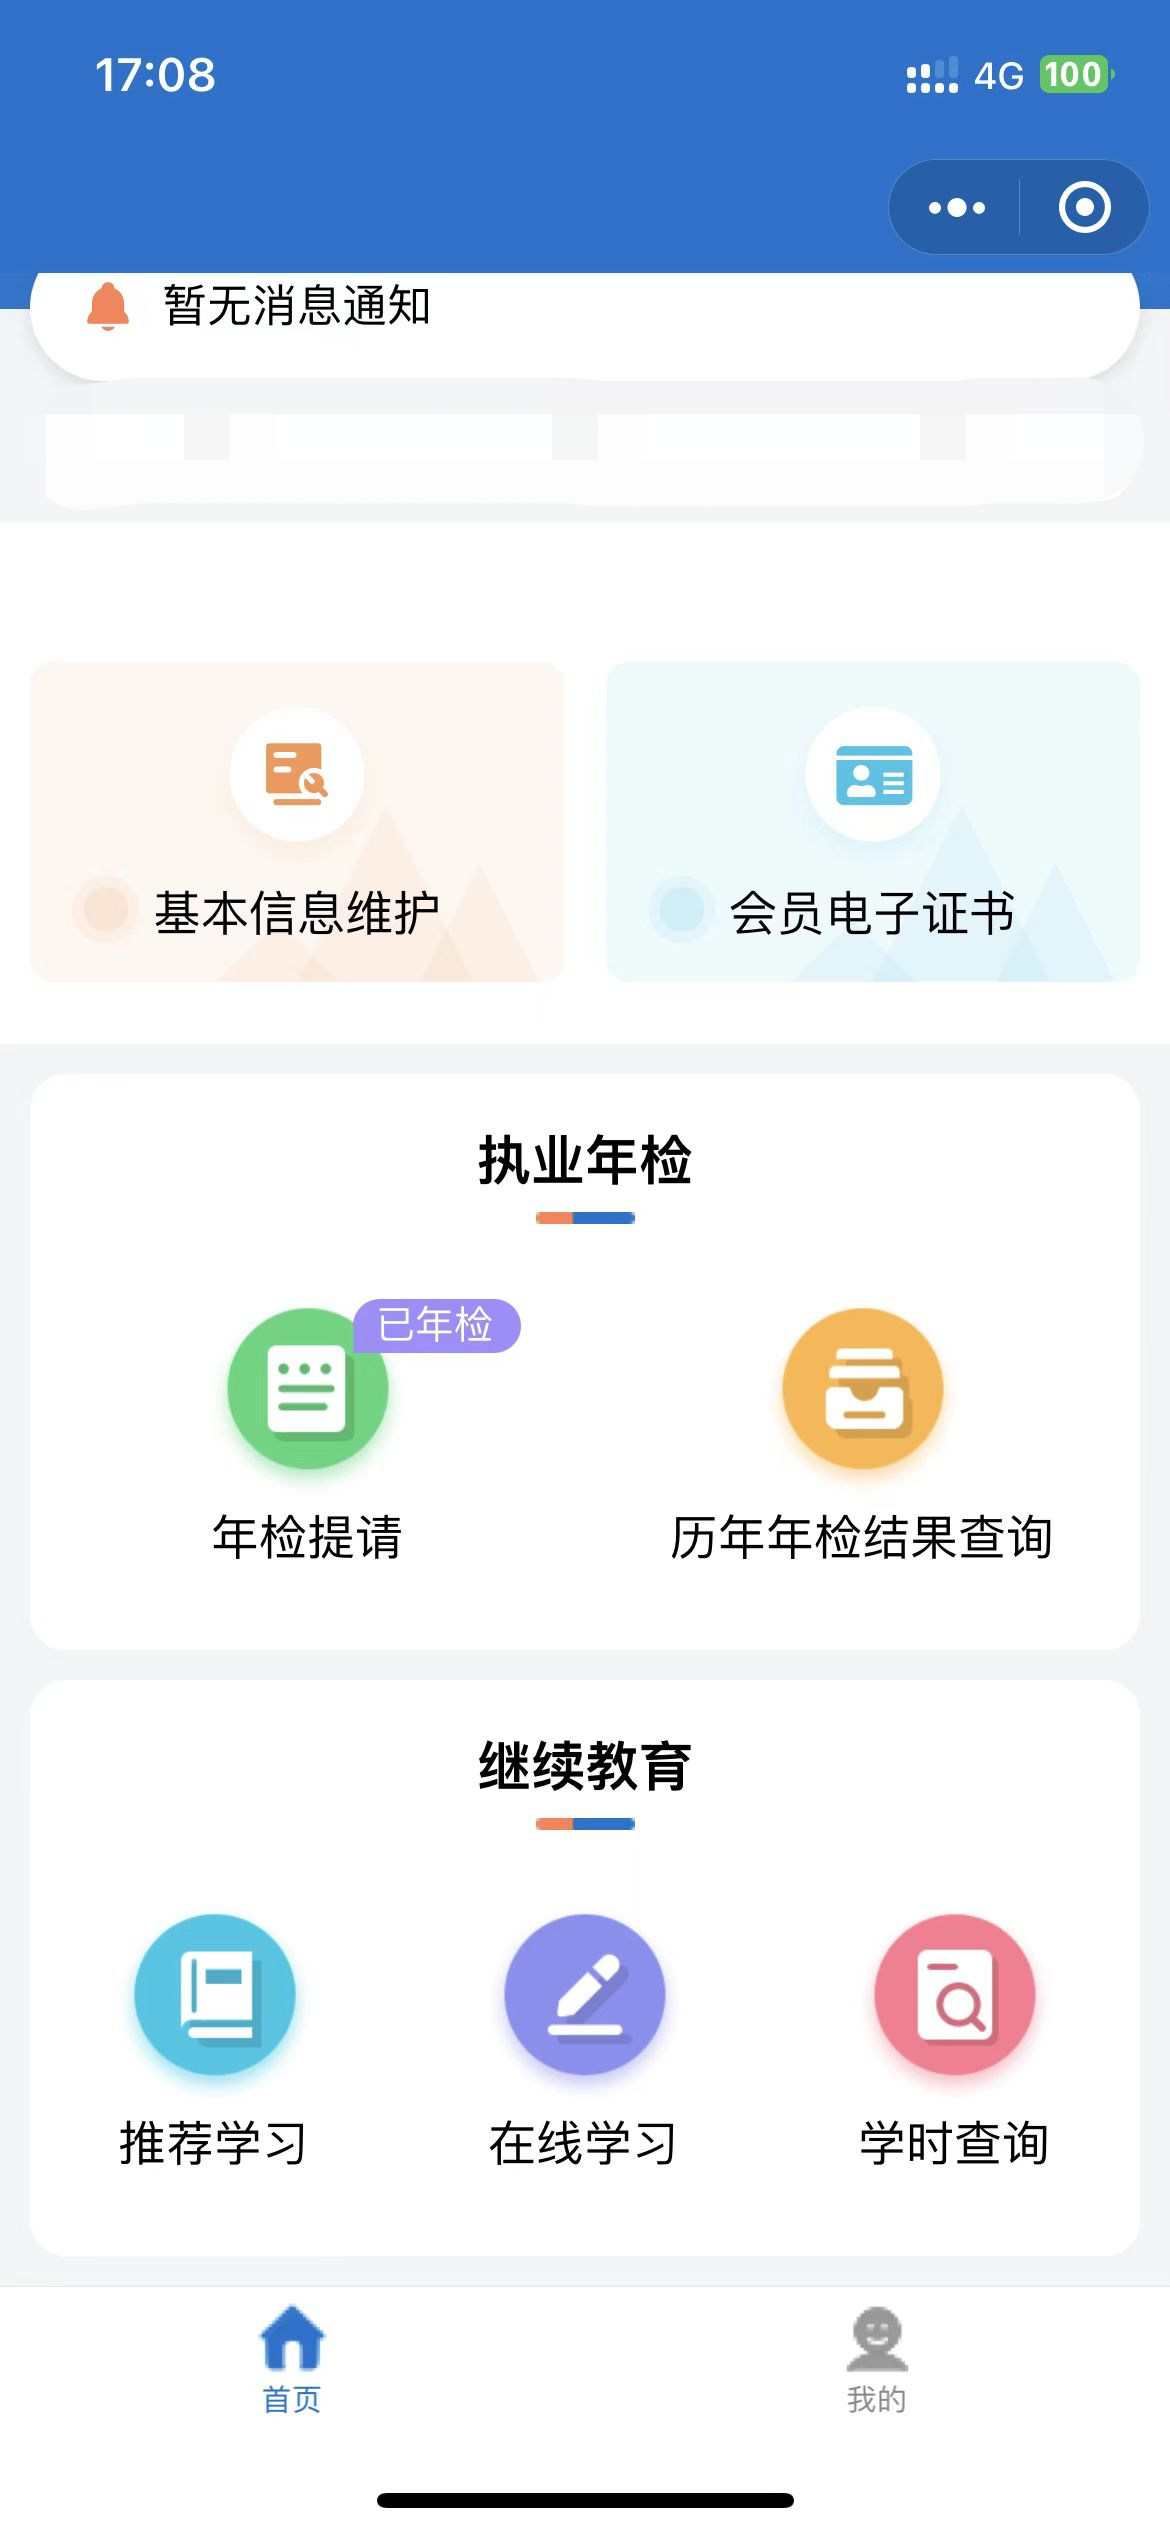 17:08
4G 100
暂无消息通知
基本信息维护
会员电子证书
执业年检
已年检
年检提请
历年年检结果查询
继续教育
推荐学习
在线学习
学时查询
首页
我的